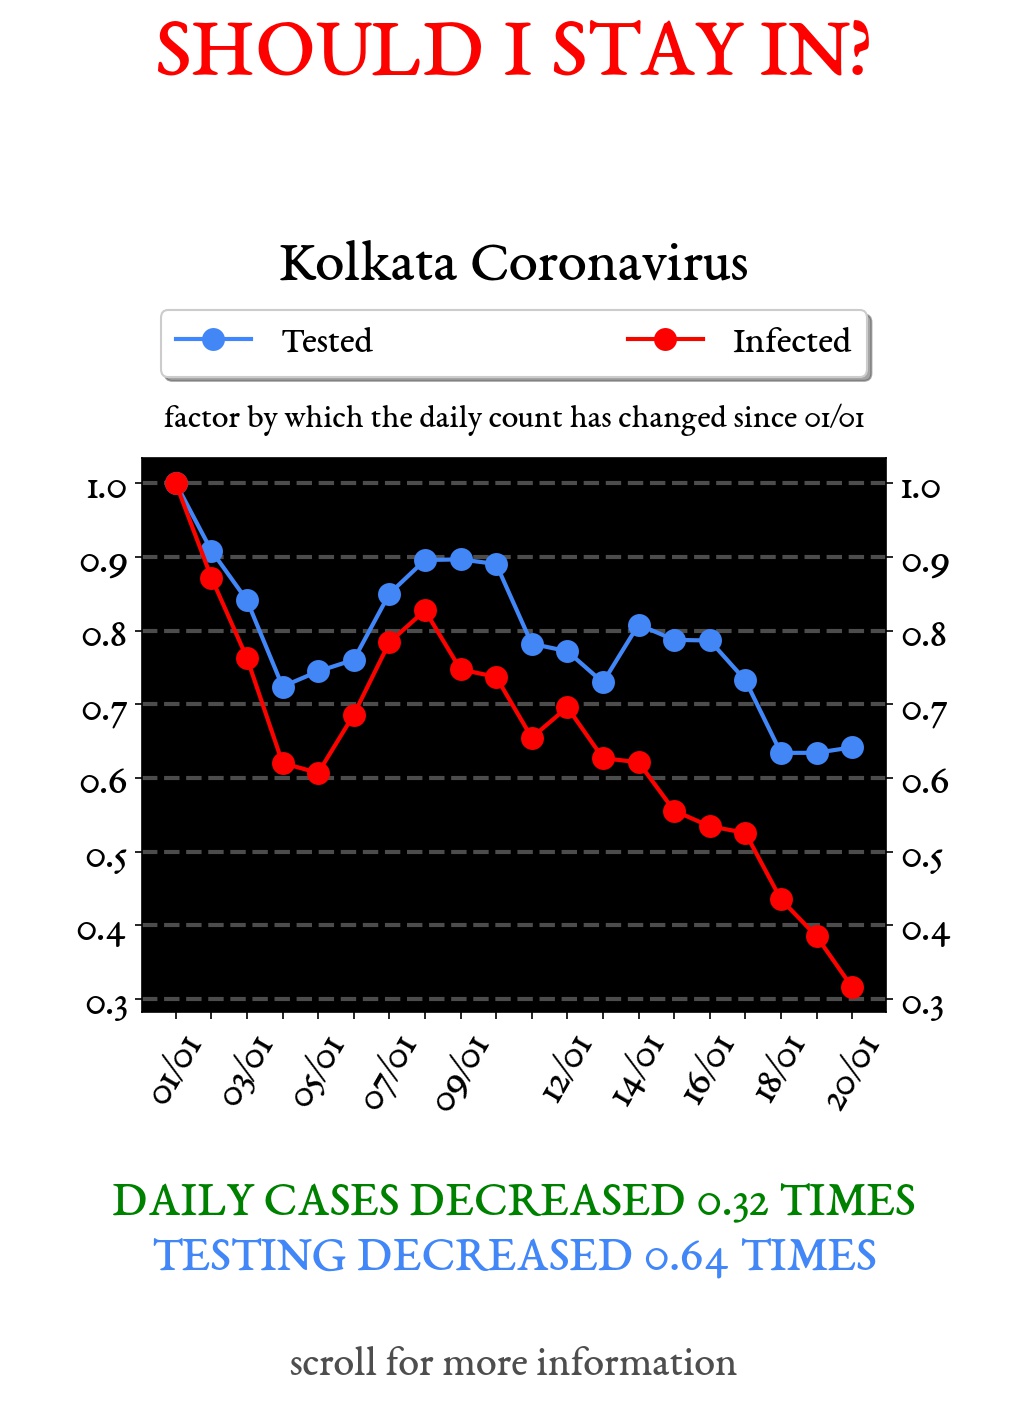 SHOULD I STAY IN?
Kolkata Coronavirus
Tested Infected
factor by which the daily count has changed since 01/01
1.0 1.0
0.9 0.9
0.8 0.8
0.7 0.7
0.6 0.6
0.5 0.5
0.4 0.4
0.3 0.3
01/01 03/01 05/01 07/01 09/01 12/01 14/01 16/01 18/01 20/01
DAILY CASES DECREASED 0.32 TIMES
TESTING DECREASED 0.64 TIMES
scroll for more information